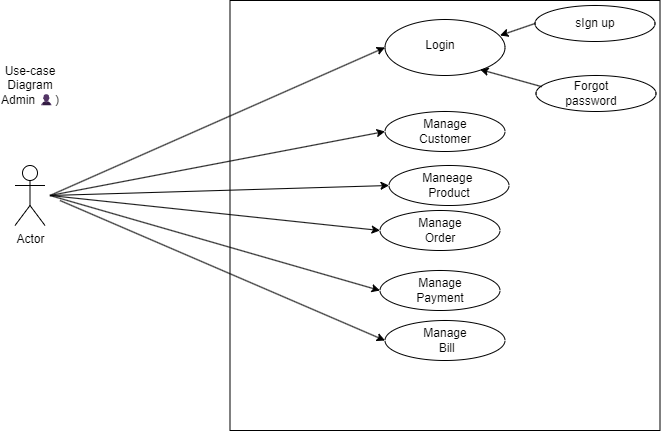 sIgn up
Login
Use-case
Diagram
Admin 👤 )
Forgot
password
Manage
Customer
Maneage
Product
Manage
Order
Actor
Manage
Payment
Manage
Bill